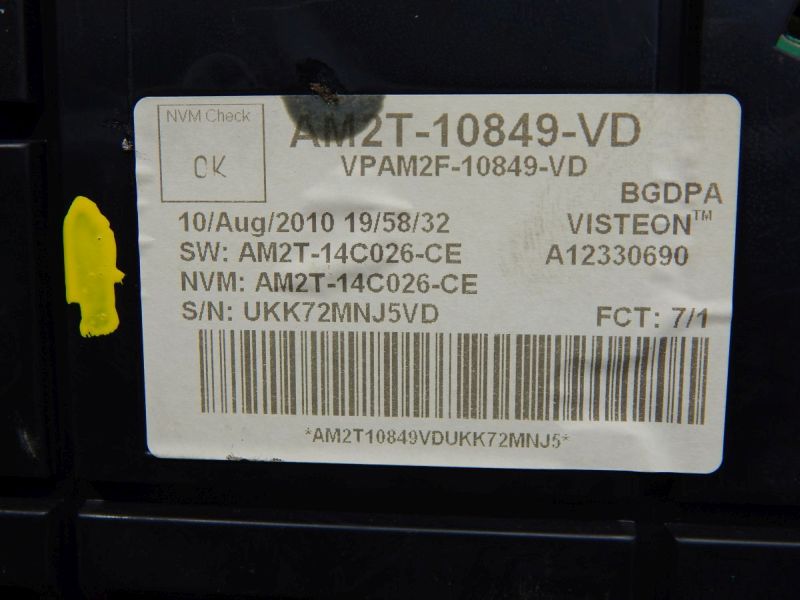 NVM Check
OK
AM2T-10849-VD
VPAM2F-10849-VD
BGDPA
10/Aug/2010 19/58/32
VISTEON™
SW: AM2T-14C026-CE
A12330690
NVM: AM2T-14C026-CE
S/N: UKK72MNJ5VD
FCT: 7/1
*AM2T10849VDUKK72MNJ5*